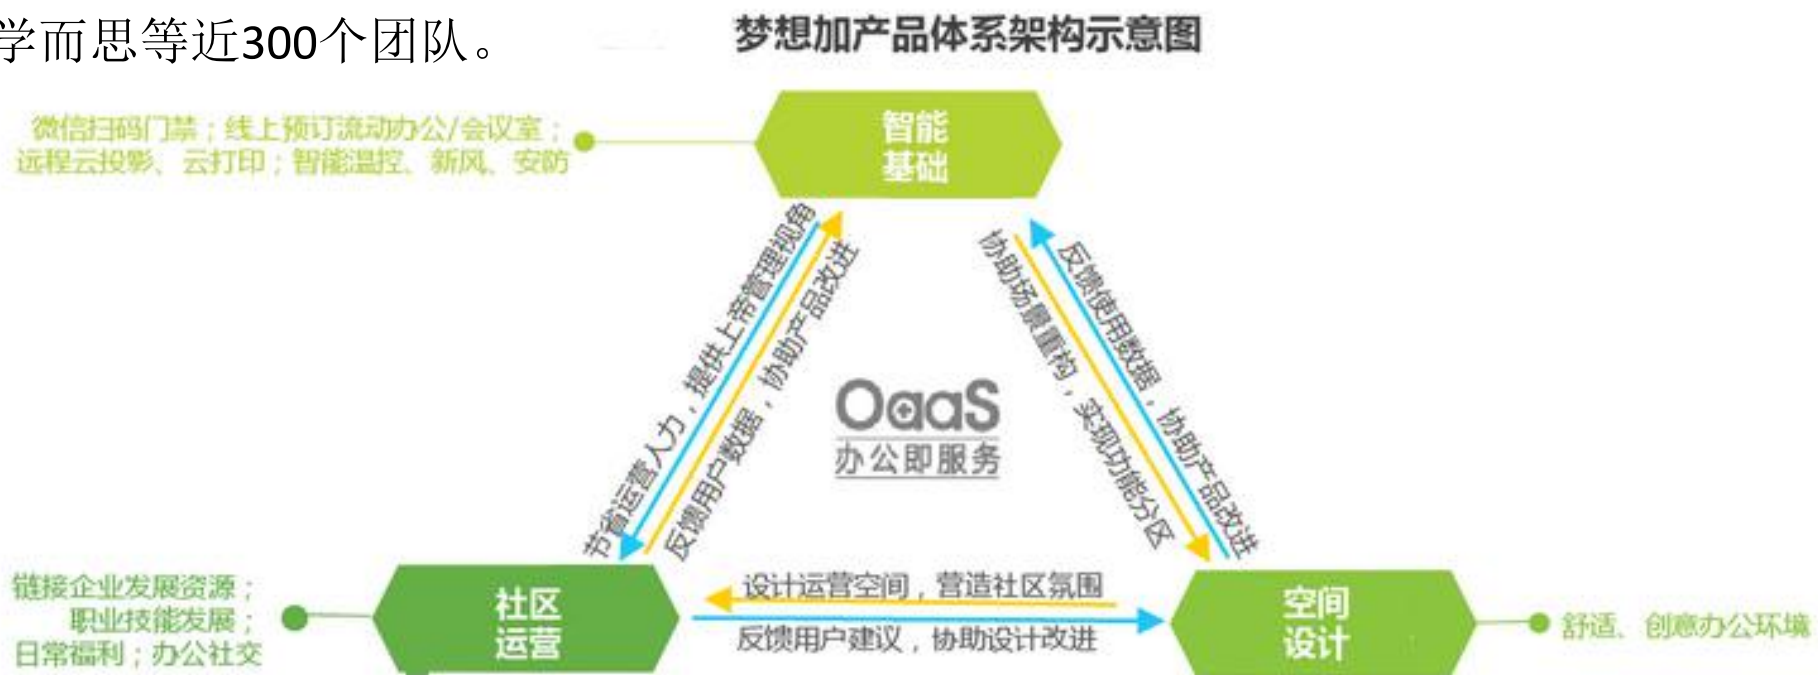 学而思等近300个团队。
梦想加产品体系架构示意图
微信扫码门禁；线上预订流动办公/会议室；
远程云投影、云打印；智能温控、新风、安防
智能
基础
节省运营人力，提供上帝管理视角
反馈用户数据，协助产品改进
协助场景重构，实现功能分区
反馈使用数据，协助产品改进
OaaS
办公即服务
链接企业发展资源；
职业技能发展；
日常福利；办公社交
社区
运营
设计运营空间，营造社区氛围
反馈用户建议，协助设计改进
空间
设计
舒适、创意办公环境